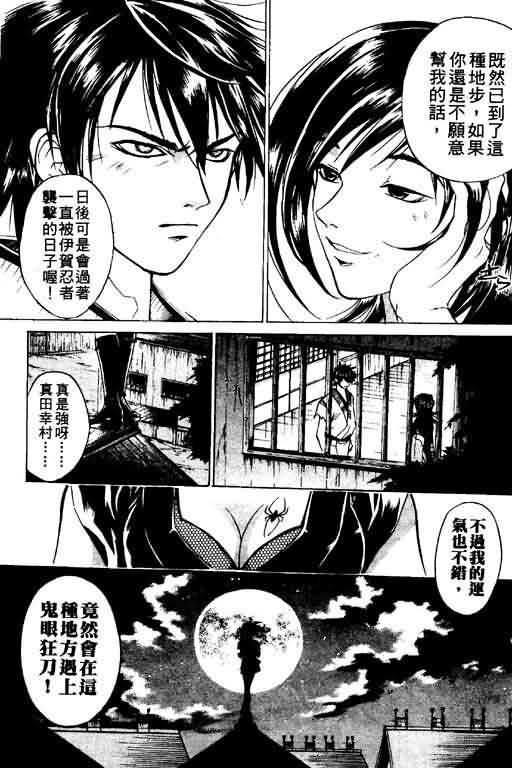 既然已到了這
種地步，如果
你還是不願意
幫我的話，
日後可是會過著
一直被伊賀忍者
襲擊的日子喔！
真是強呀……
真田幸村……
不過我的運
氣也不錯，
竟然會在這
種地方遇上
鬼眼狂刀！